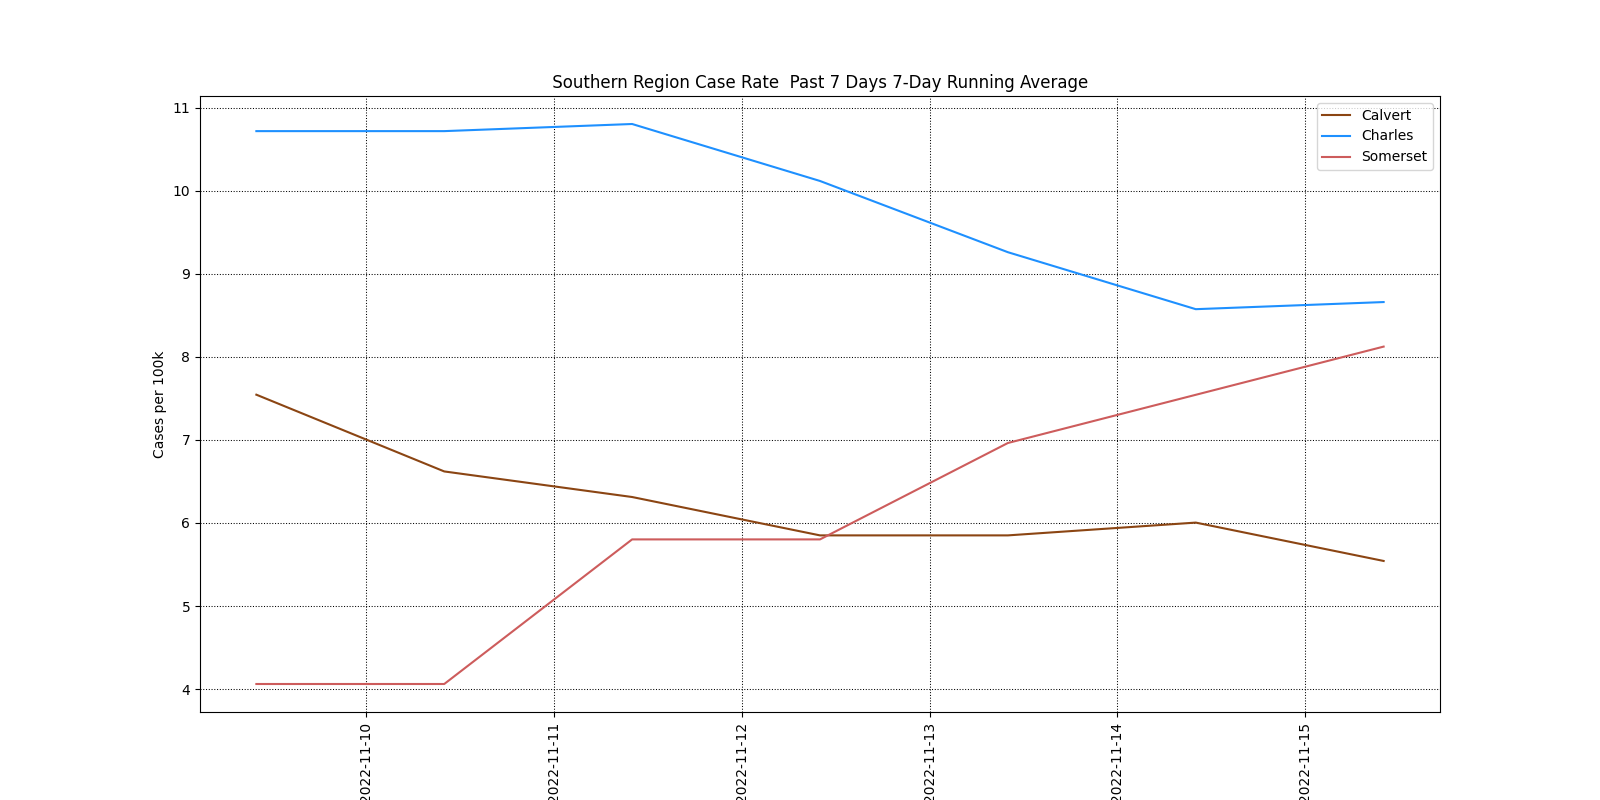 Southern Region Case Rate  Past 7 Days 7-Day Running Average
Calvert
Charles
Somerset
Cases per 100k
11
10
9
8
7
6
5
4
2022-11-10
2022-11-11
2022-11-12
2022-11-13
2022-11-14
2022-11-15